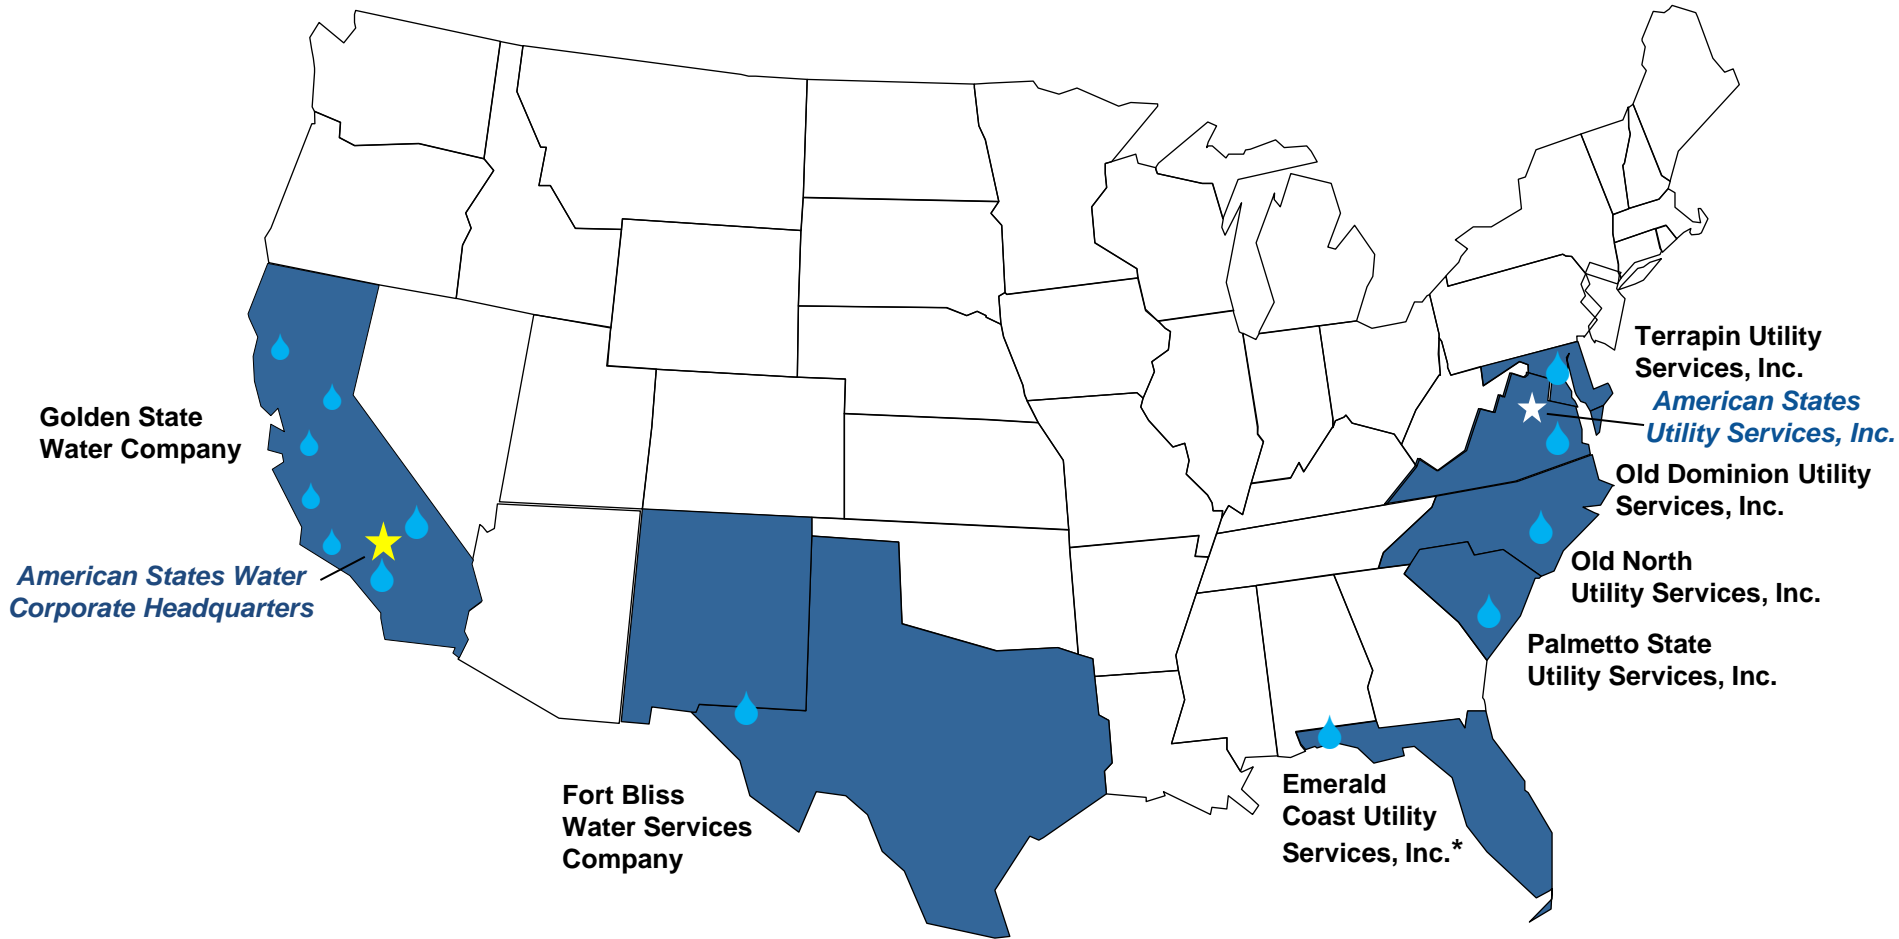 Golden State
Water Company
American States Water
Corporate Headquarters
Fort Bliss
Water Services
Company
Emerald
Coast Utility
Services, Inc.*
Terrapin Utility
Services, Inc.
American States
Utility Services, Inc.
Old Dominion Utility
Services, Inc.
Old North
Utility Services, Inc.
Palmetto State
Utility Services, Inc.